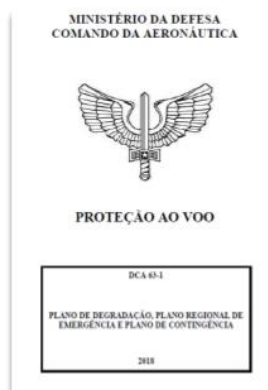 MINISTÉRIO DA DEFESA
COMANDO DA AERONÁUTICA
PROTEÇÃO AO VOO
DCA 63-1
PLANO DE DEGRADAÇÃO, PLANO REGIONAL DE
EMERGÊNCIA E PLANO DE CONTINGÊNCIA
2018